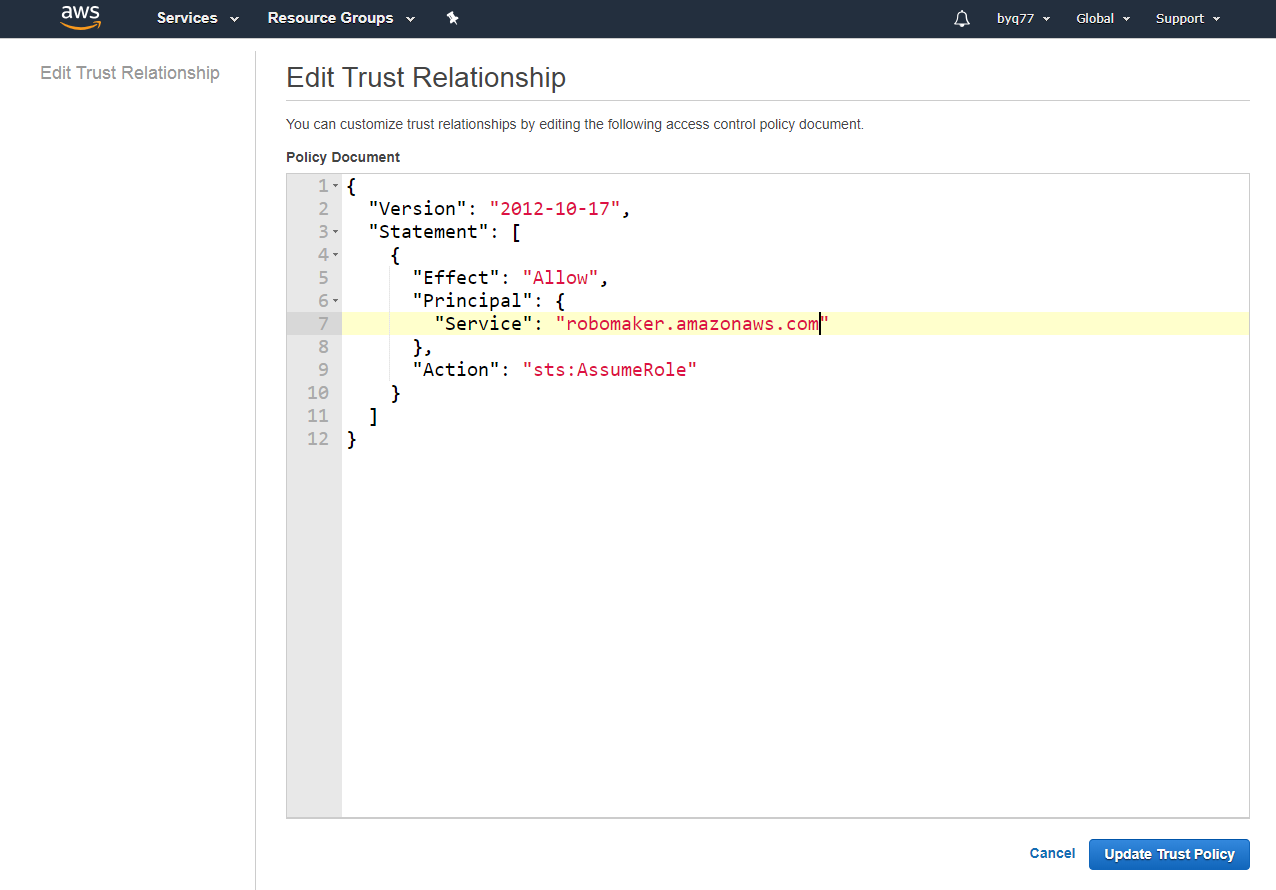 aws Services Resource Groups byq77 Global Support
Edit Trust Relationship
Edit Trust Relationship
You can customize trust relationships by editing the following access control policy document.
Policy Document
1 {
2 "Version": "2012-10-17",
3 "Statement": [
4 {
5 "Effect": "Allow",
6 "Principal": {
7 "Service": "robomaker.amazonaws.com"
8 },
9 "Action": "sts:AssumeRole"
10 }
11 ]
12 }
Cancel Update Trust Policy